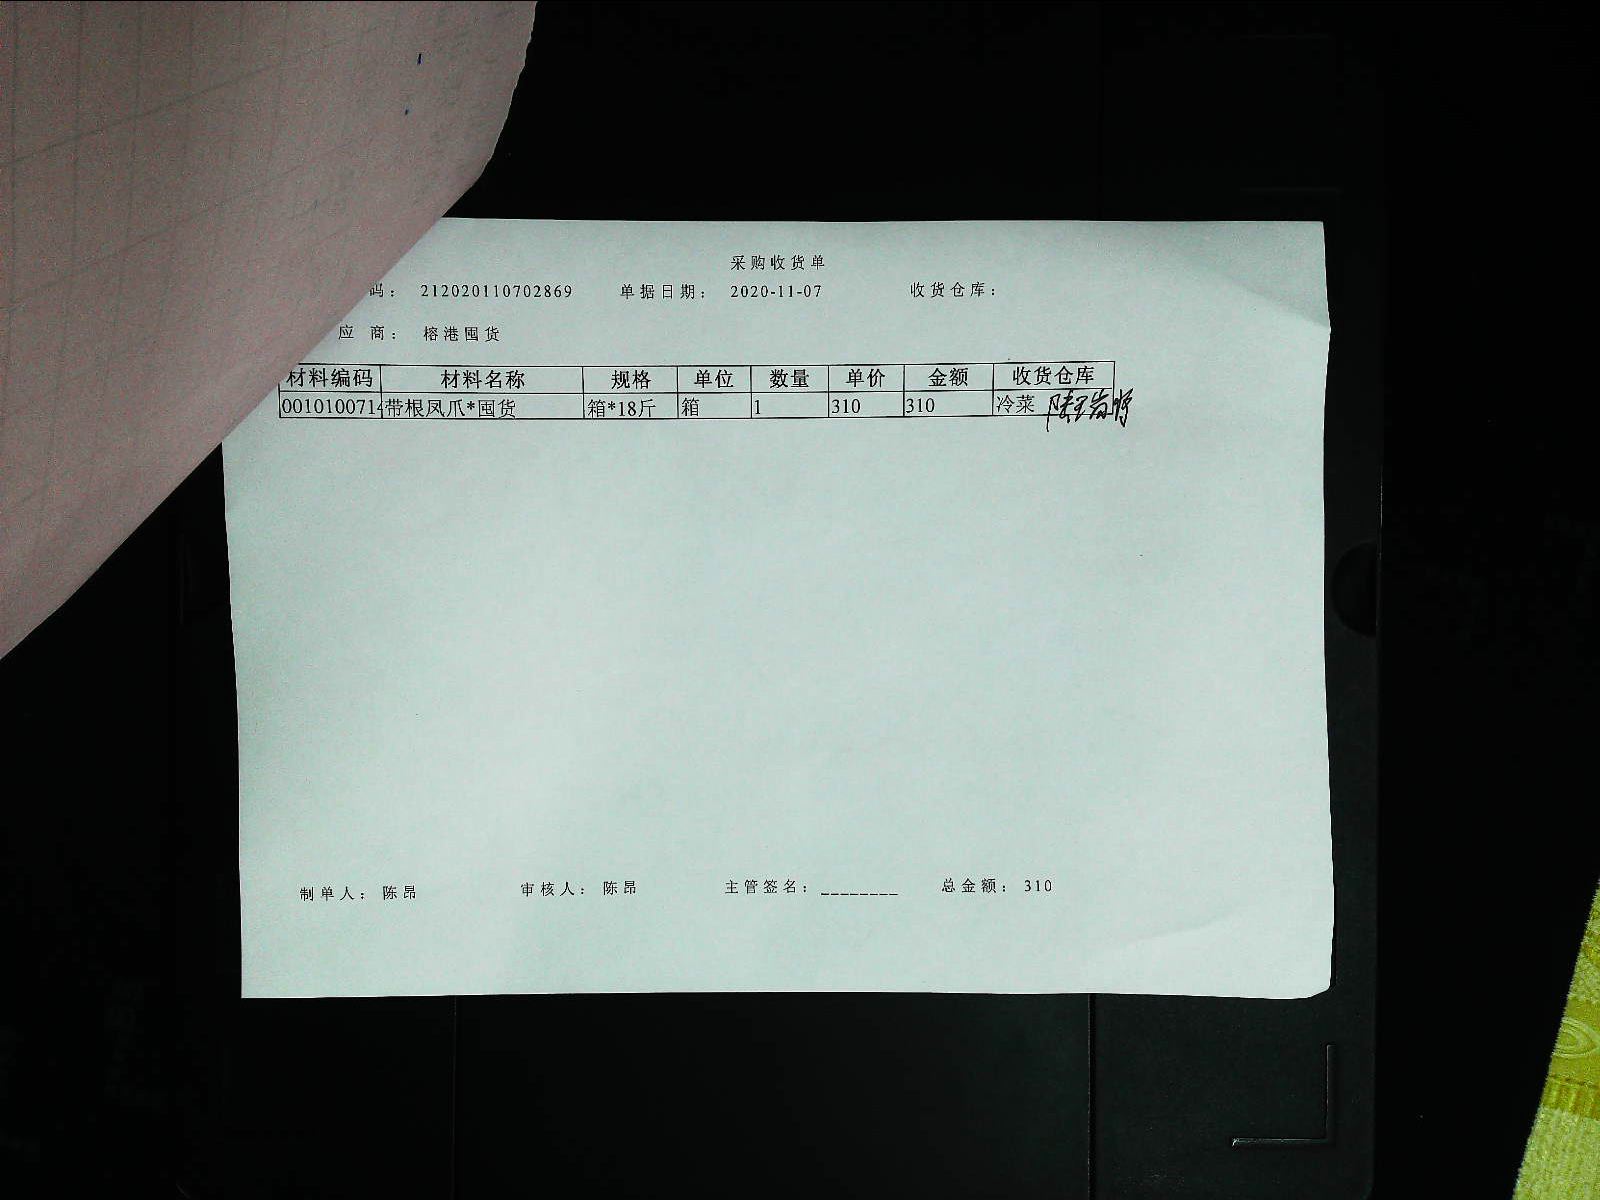 采购收货单
码: 212020110702869 单据日期: 2020-11-07 收货仓库:
应 商: 榕港囤货
材料编码 材料名称 规格 单位 数量 单价 金额 收货仓库
0010100714 带根凤爪*囤货 箱*18斤 箱 1 310 310 冷菜
制单人: 陈昂 审核人: 陈昂 主管签名: ________ 总金额: 310